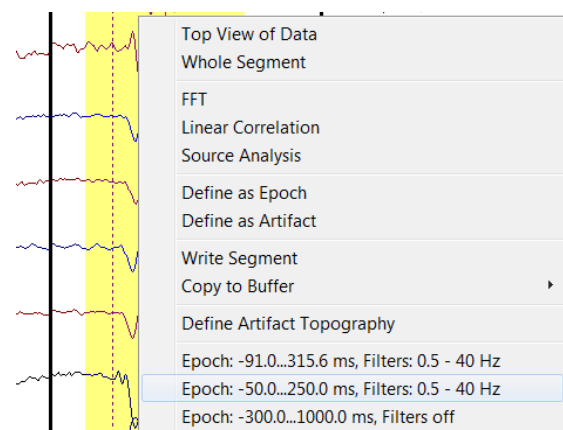 Top View of Data
Whole Segment
FFT
Linear Correlation
Source Analysis
Define as Epoch
Define as Artifact
Write Segment
Copy to Buffer
Define Artifact Topography
Epoch: -91.0...315.6 ms, Filters: 0.5 - 40 Hz
Epoch: -50.0...250.0 ms, Filters: 0.5 - 40 Hz
Epoch: -300.0...1000.0 ms, Filters off